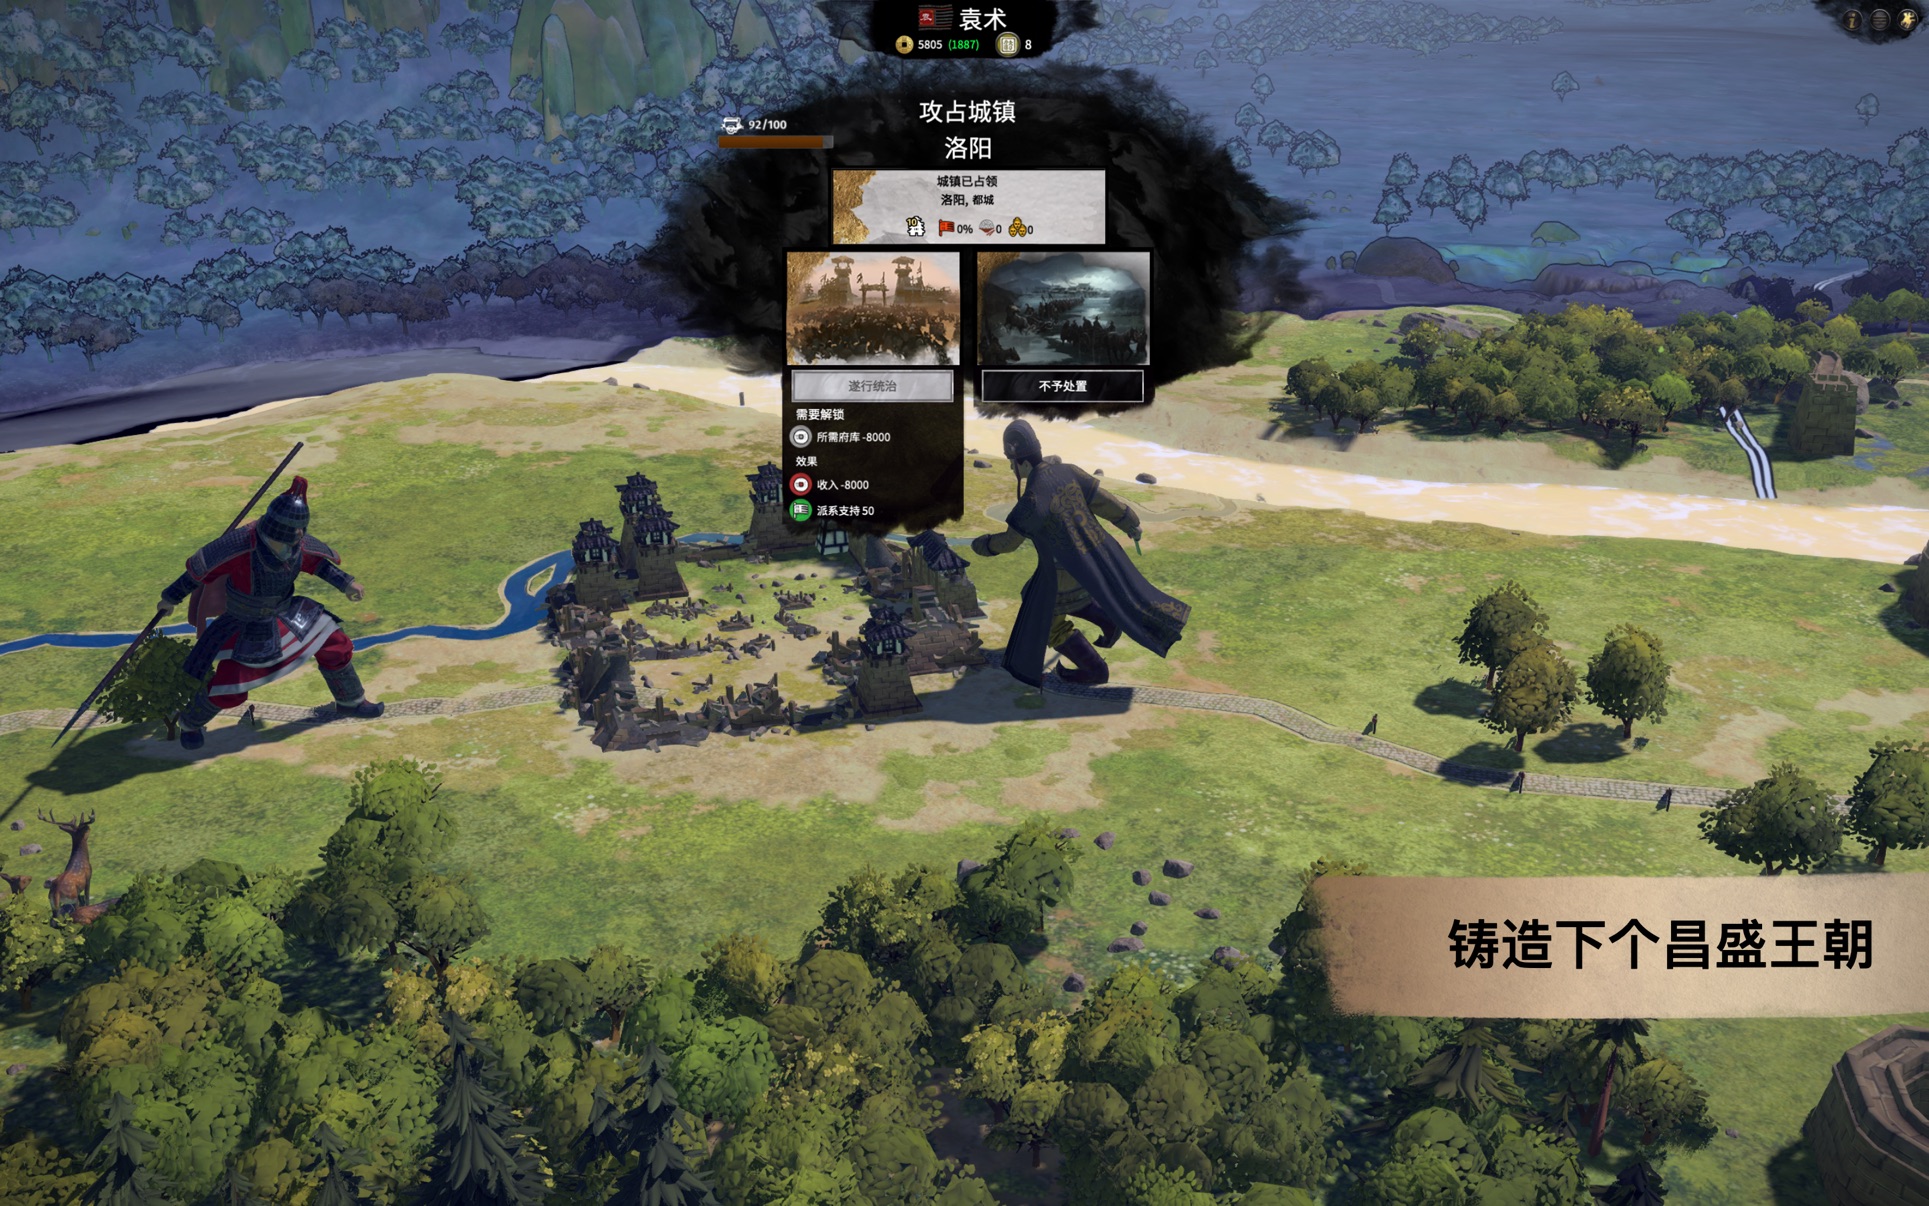 袁术
5805 (1887) 8
92/100
攻占城镇
洛阳
城镇已占领
洛阳, 都城
10 0% 0 0
遂行统治
不予处置
需要解锁
所需府库 -8000
效果
收入 -8000
派系支持 50
铸造下个昌盛王朝